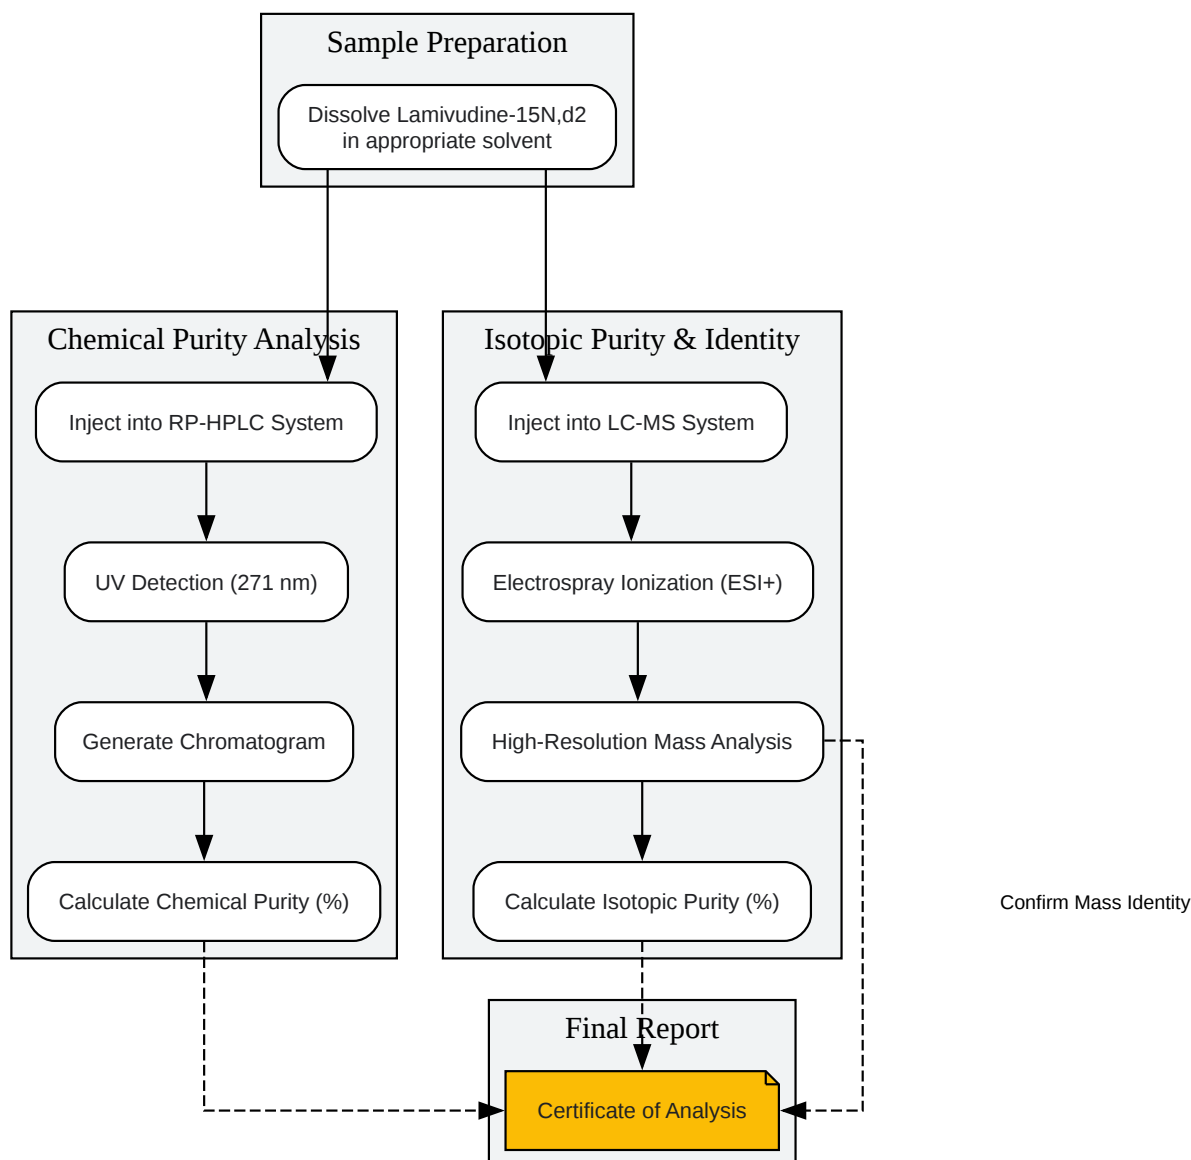 Sample Preparation
Dissolve Lamivudine-15N,d2
in appropriate solvent
Chemical Purity Analysis
Inject into RP-HPLC System
UV Detection (271 nm)
Generate Chromatogram
Calculate Chemical Purity (%)
Isotopic Purity & Identity
Inject into LC-MS System
Electrospray Ionization (ESI+)
High-Resolution Mass Analysis
Calculate Isotopic Purity (%)
Confirm Mass Identity
Final Report
Certificate of Analysis